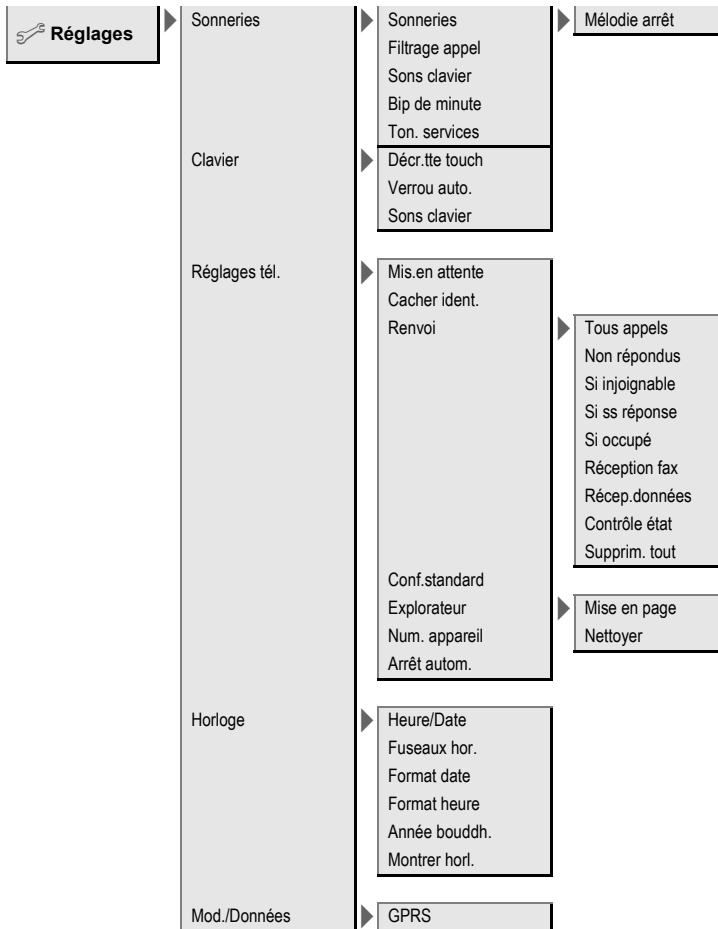 Réglages
Sonneries
Sonneries
Mélodie arrêt
Filtrage appel
Sons clavier
Bip de minute
Ton. services
Clavier
Décr.tte touch
Verrou auto.
Sons clavier
Réglages tél.
Mis.en attente
Cacher ident.
Renvoi
Tous appels
Non répondus
Si injoignable
Si ss réponse
Si occupé
Réception fax
Récep.données
Contrôle état
Supprim. tout
Conf.standard
Explorateur
Mise en page
Nettoyer
Num. appareil
Arrêt autom.
Horloge
Heure/Date
Fuseaux hor.
Format date
Format heure
Année bouddh.
Montrer horl.
Mod./Données
GPRS